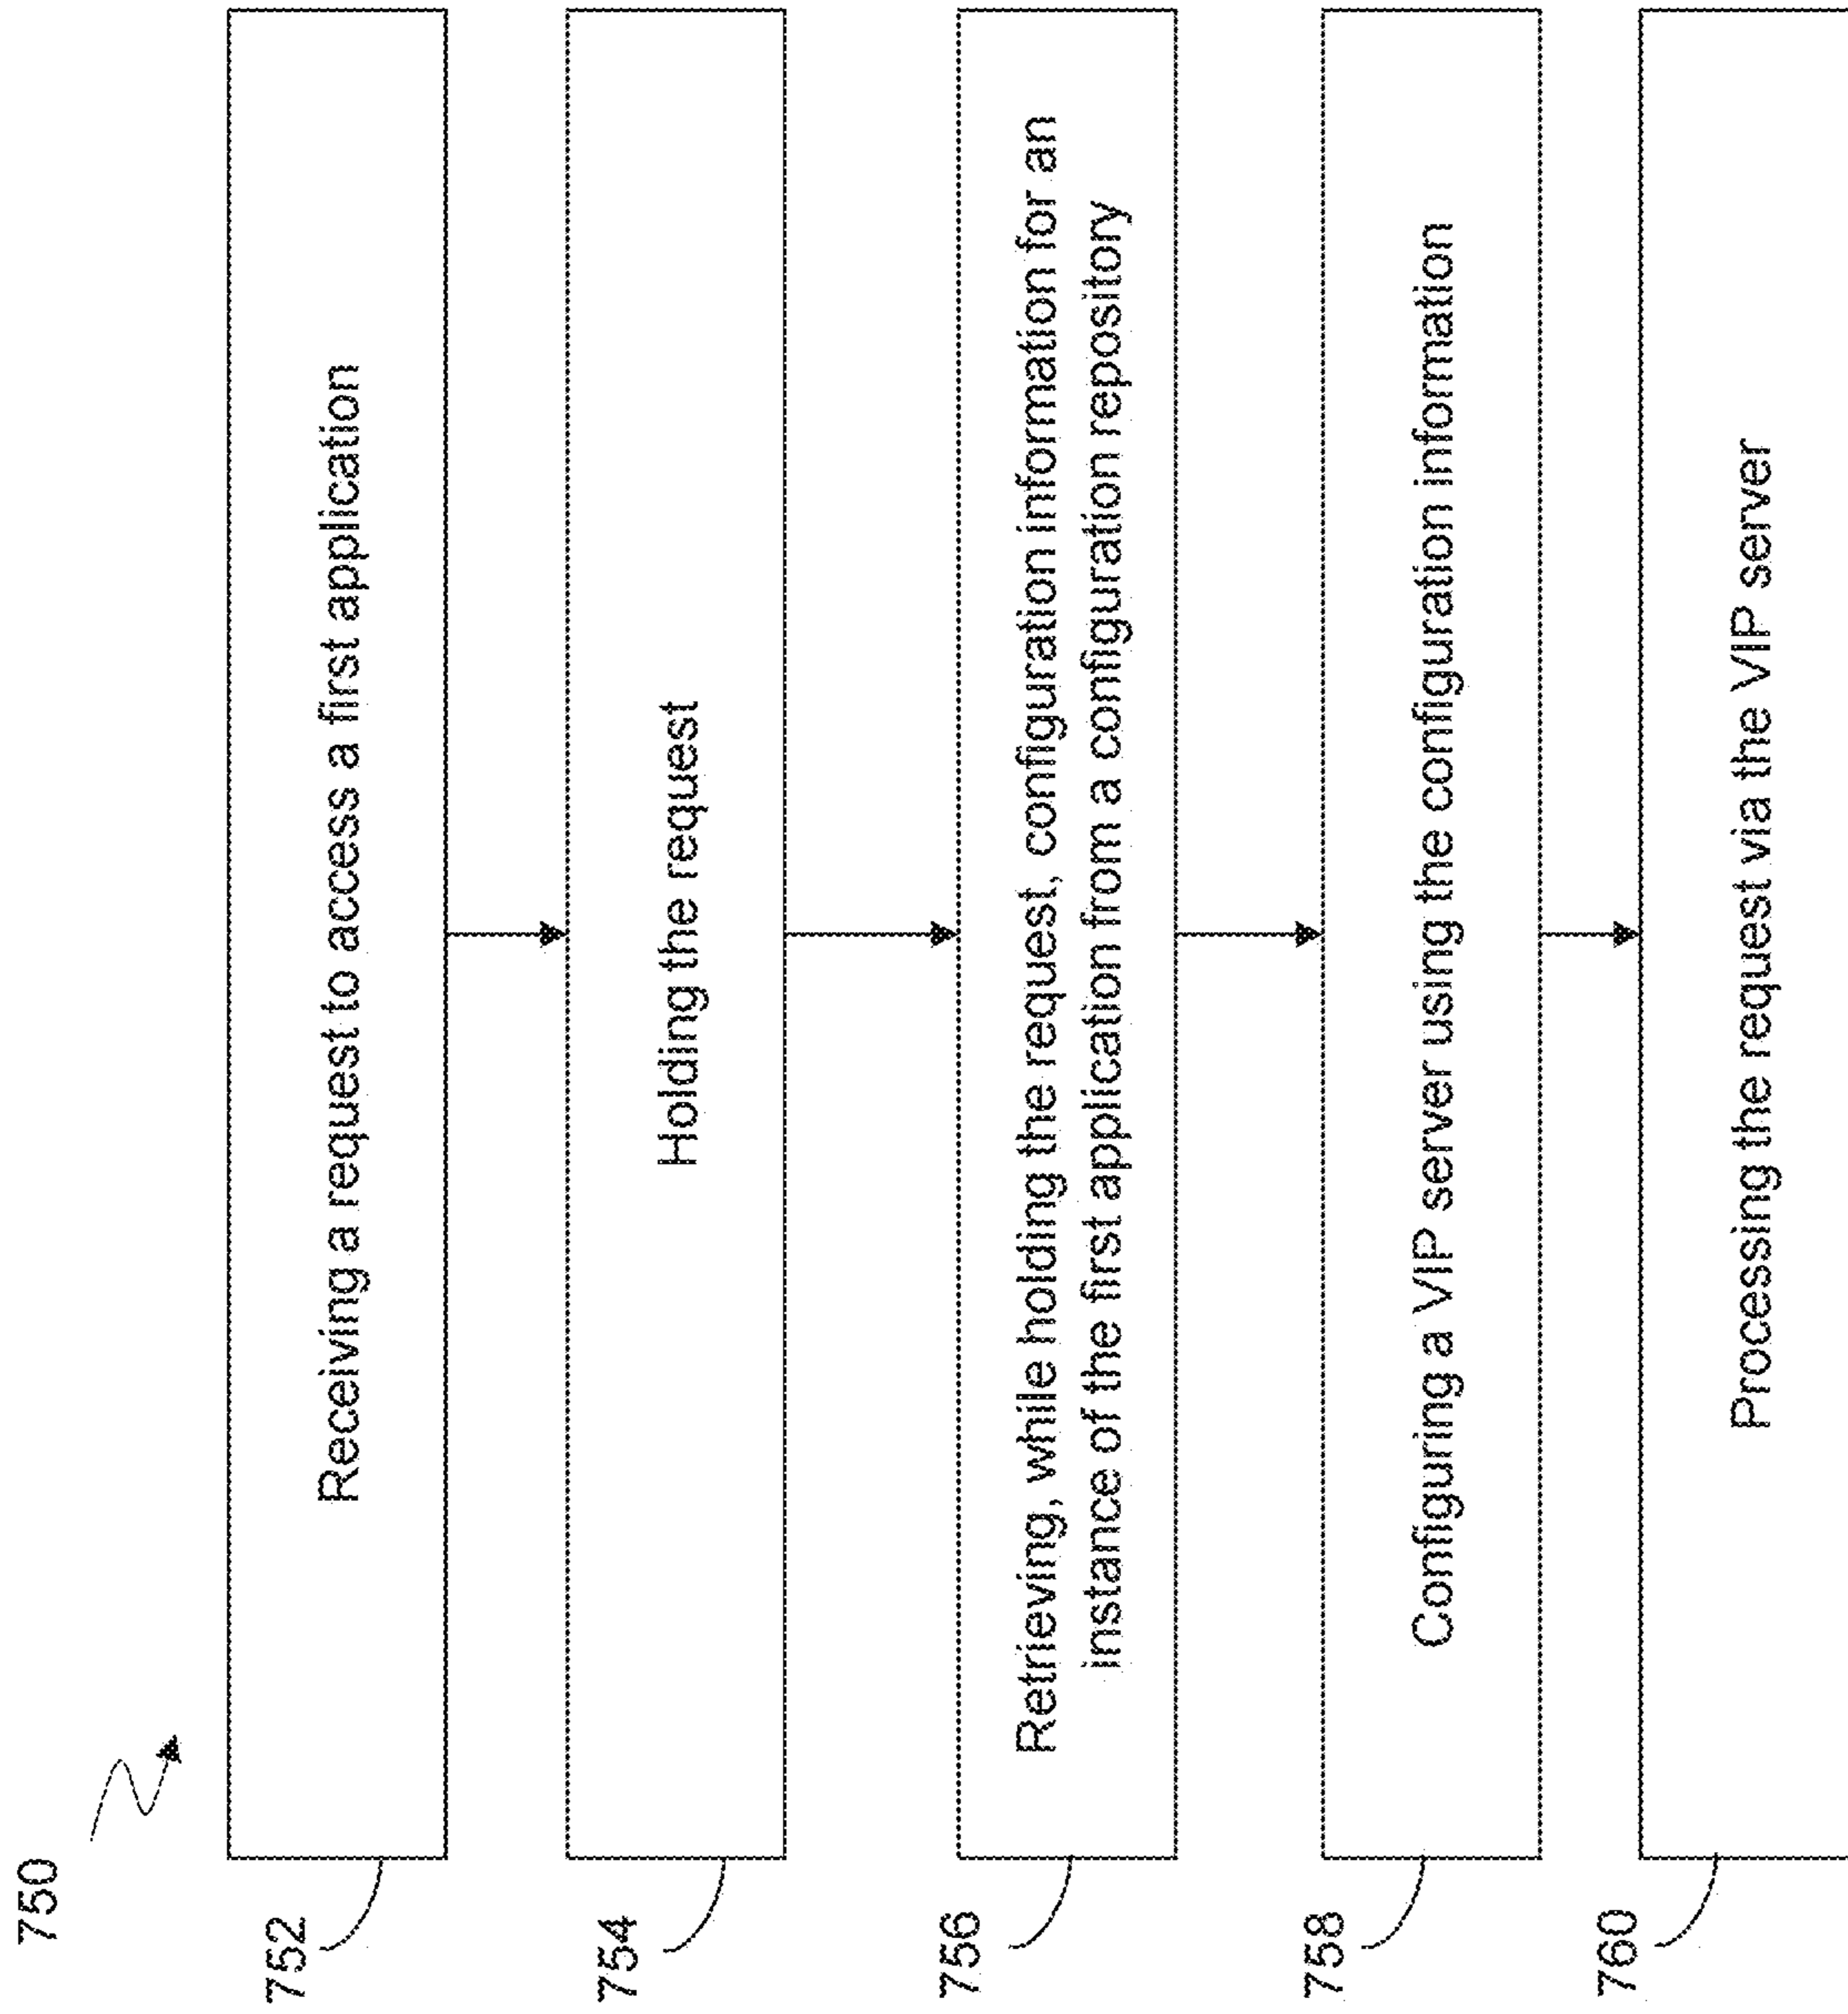 750
752
Receiving a request to access a first application
754
Holding the request
756
Retrieving, while holding the request, configuration information for an
instance of the first application from a configuration repository
758
Configuring a VIP server using the configuration information
760
Processing the request via the VIP server